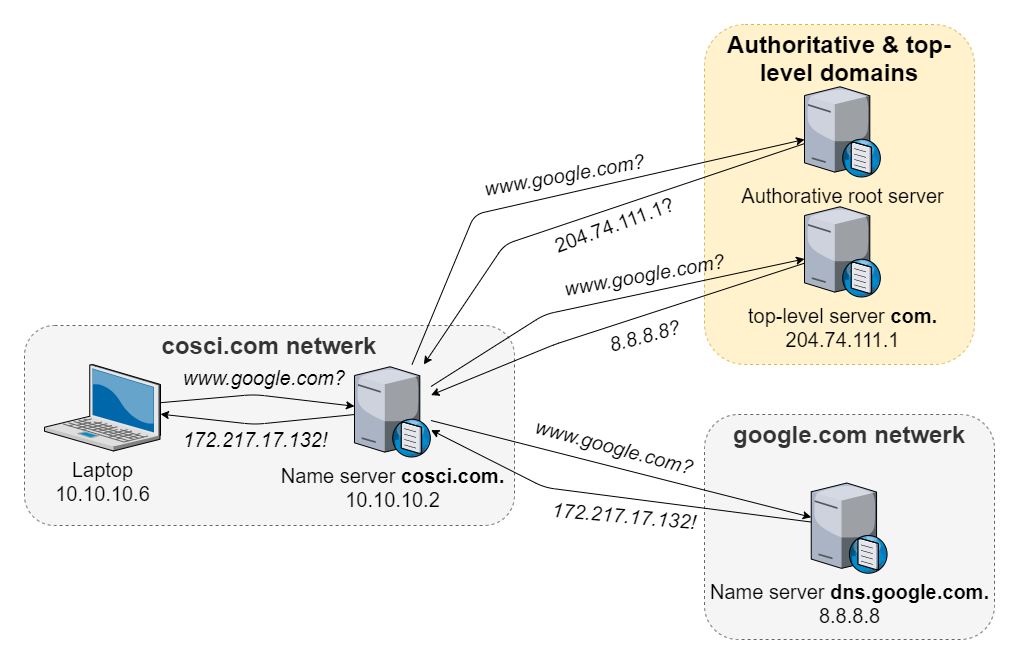 Authoritative & top-
level domains
www.google.com?
204.74.111.1?
Authorative root server
www.google.com?
8.8.8.8?
top-level server com.
204.74.111.1
cosci.com netwerk
www.google.com?
172.217.17.132!
Laptop
10.10.10.6
Name server cosci.com.
10.10.10.2
www.google.com?
172.217.17.132!
google.com netwerk
Name server dns.google.com.
8.8.8.8